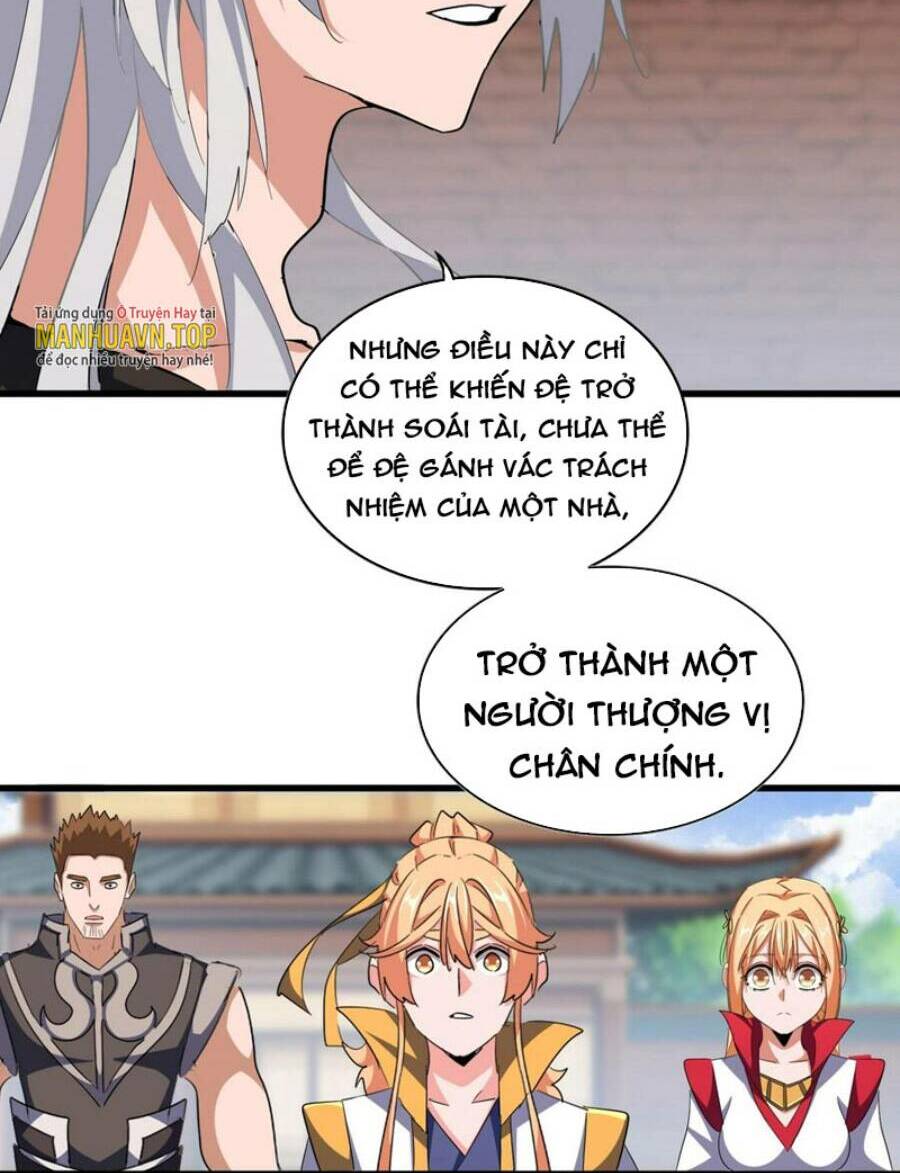 Tải ứng dụng Ổ Truyện Hay tại
MANHUAVN.TOP
để đọc nhiều truyện hay nhé!
NHƯNG ĐIỀU NÀY CHỈ
CÓ THỂ KHIẾN ĐỆ TRỞ
THÀNH SOÁI TÀI, CHƯA THỂ
ĐỂ ĐỆ GÁNH VÁC TRÁCH
NHIỆM CỦA MỘT NHÀ,
TRỞ THÀNH MỘT
NGƯỜI THƯỢNG VỊ
CHÂN CHÍNH.